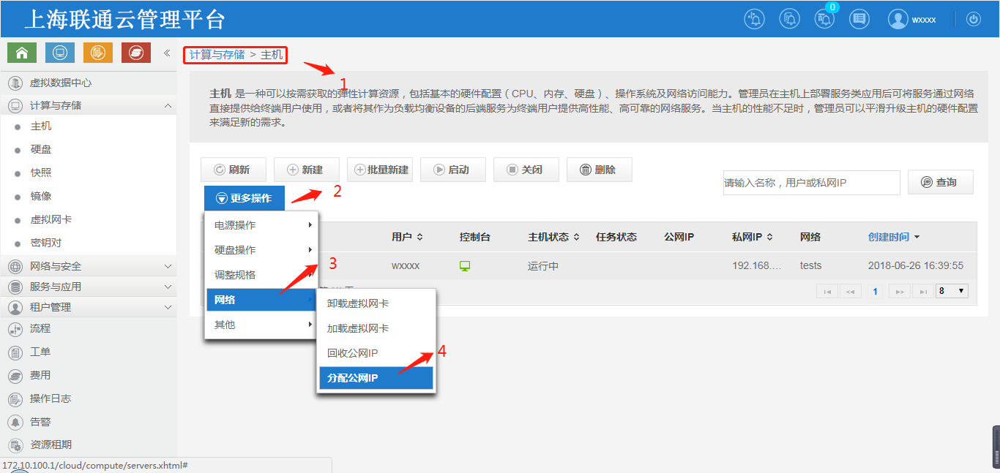 上海联通云管理平台
0
wxxxx
计算与存储 > 主机
1
虚拟数据中心
计算与存储
主机
硬盘
快照
镜像
虚拟网卡
密钥对
网络与安全
服务与应用
租户管理
流程
工单
费用
操作日志
告警
资源租期
主机 是一种可以按需获取的弹性计算资源，包括基本的硬件配置（CPU、内存、硬盘）、操作系统及网络访问能力。管理员在主机上部署服务类应用后可将服务通过网络
直接提供给终端用户使用，或者将其作为负载均衡设备的后端服务为终端用户提供高性能、高可靠的网络服务。当主机的性能不足时，管理员可以平滑升级主机的硬件配置
来满足新的需求。
刷新 新建 批量新建 启动 关闭 删除
请输入名称，用户或私网IP 查询
更多操作 2
电源操作
硬盘操作
调整规格
网络
其他
3
卸载虚拟网卡
加载虚拟网卡
回收公网IP
分配公网IP
4
用户 控制台 主机状态 任务状态 公网IP 私网IP 网络 创建时间
wxxxx 运行中 192.168.... tests 2018-06-26 16:39:55
1 8
172.10.100.1/cloud/compute/servers.xhtml#